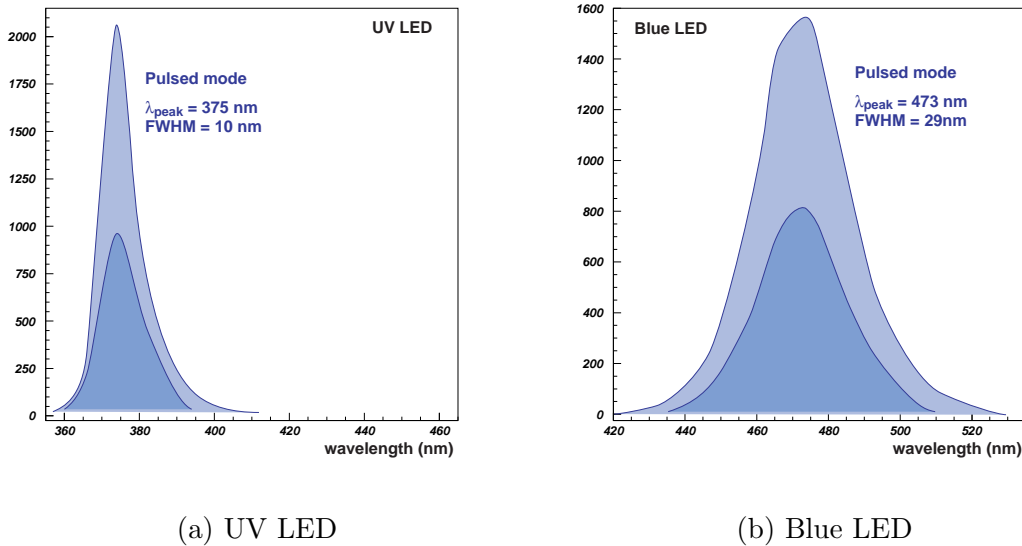 UV LED
Pulsed mode
λpeak = 375 nm
FWHM = 10 nm
2000
1750
1500
1250
1000
750
500
250
0
360 380 400 420 440 460
wavelength (nm)
(a) UV LED
Blue LED
Pulsed mode
λpeak = 473 nm
FWHM = 29nm
1600
1400
1200
1000
800
600
400
200
0
420 440 460 480 500 520
wavelength (nm)
(b) Blue LED